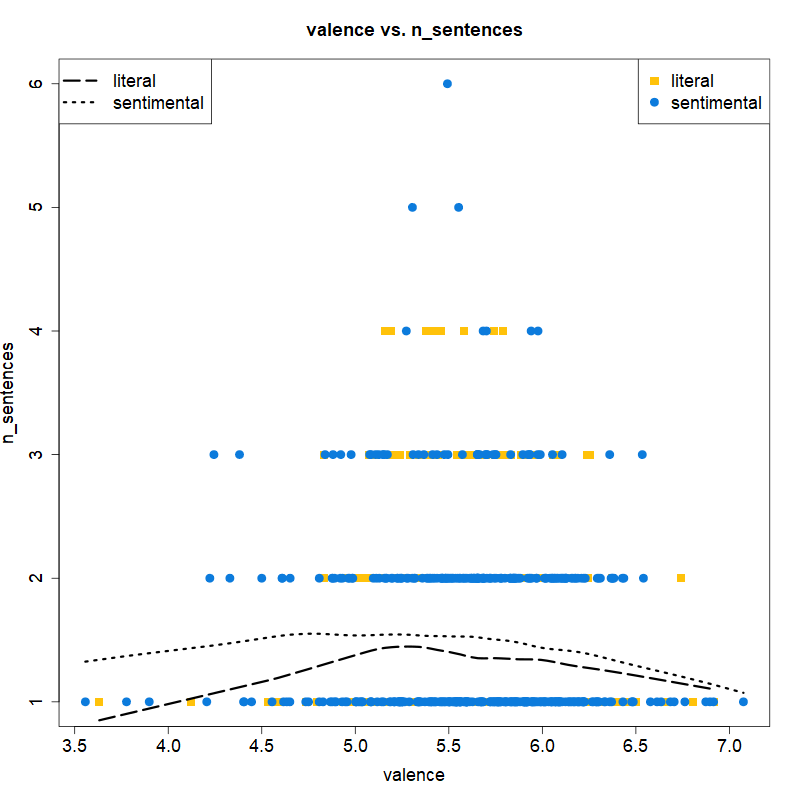 valence vs. n_sentences
literal
sentimental
literal
sentimental
n_sentences
6
5
4
3
2
1
3.5 4.0 4.5 5.0 5.5 6.0 6.5 7.0
valence